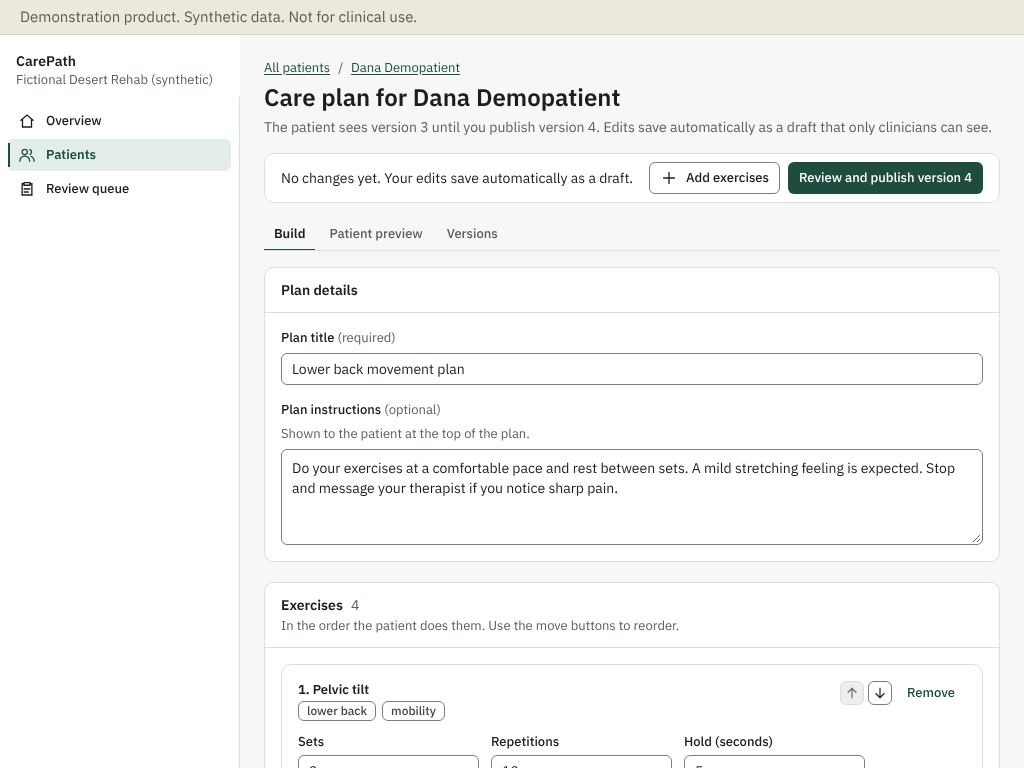 Demonstration product. Synthetic data. Not for clinical use.
CarePath
Fictional Desert Rehab (synthetic)
Overview
Patients
Review queue
All patients / Dana Demopatient
Care plan for Dana Demopatient
The patient sees version 3 until you publish version 4. Edits save automatically as a draft that only clinicians can see.
No changes yet. Your edits save automatically as a draft.
Add exercises
Review and publish version 4
Build
Patient preview
Versions
Plan details
Plan title (required)
Lower back movement plan
Plan instructions (optional)
Shown to the patient at the top of the plan.
Do your exercises at a comfortable pace and rest between sets. A mild stretching feeling is expected. Stop
and message your therapist if you notice sharp pain.
Exercises 4
In the order the patient does them. Use the move buttons to reorder.
1. Pelvic tilt
Remove
lower back
mobility
Sets
Repetitions
Hold (seconds)